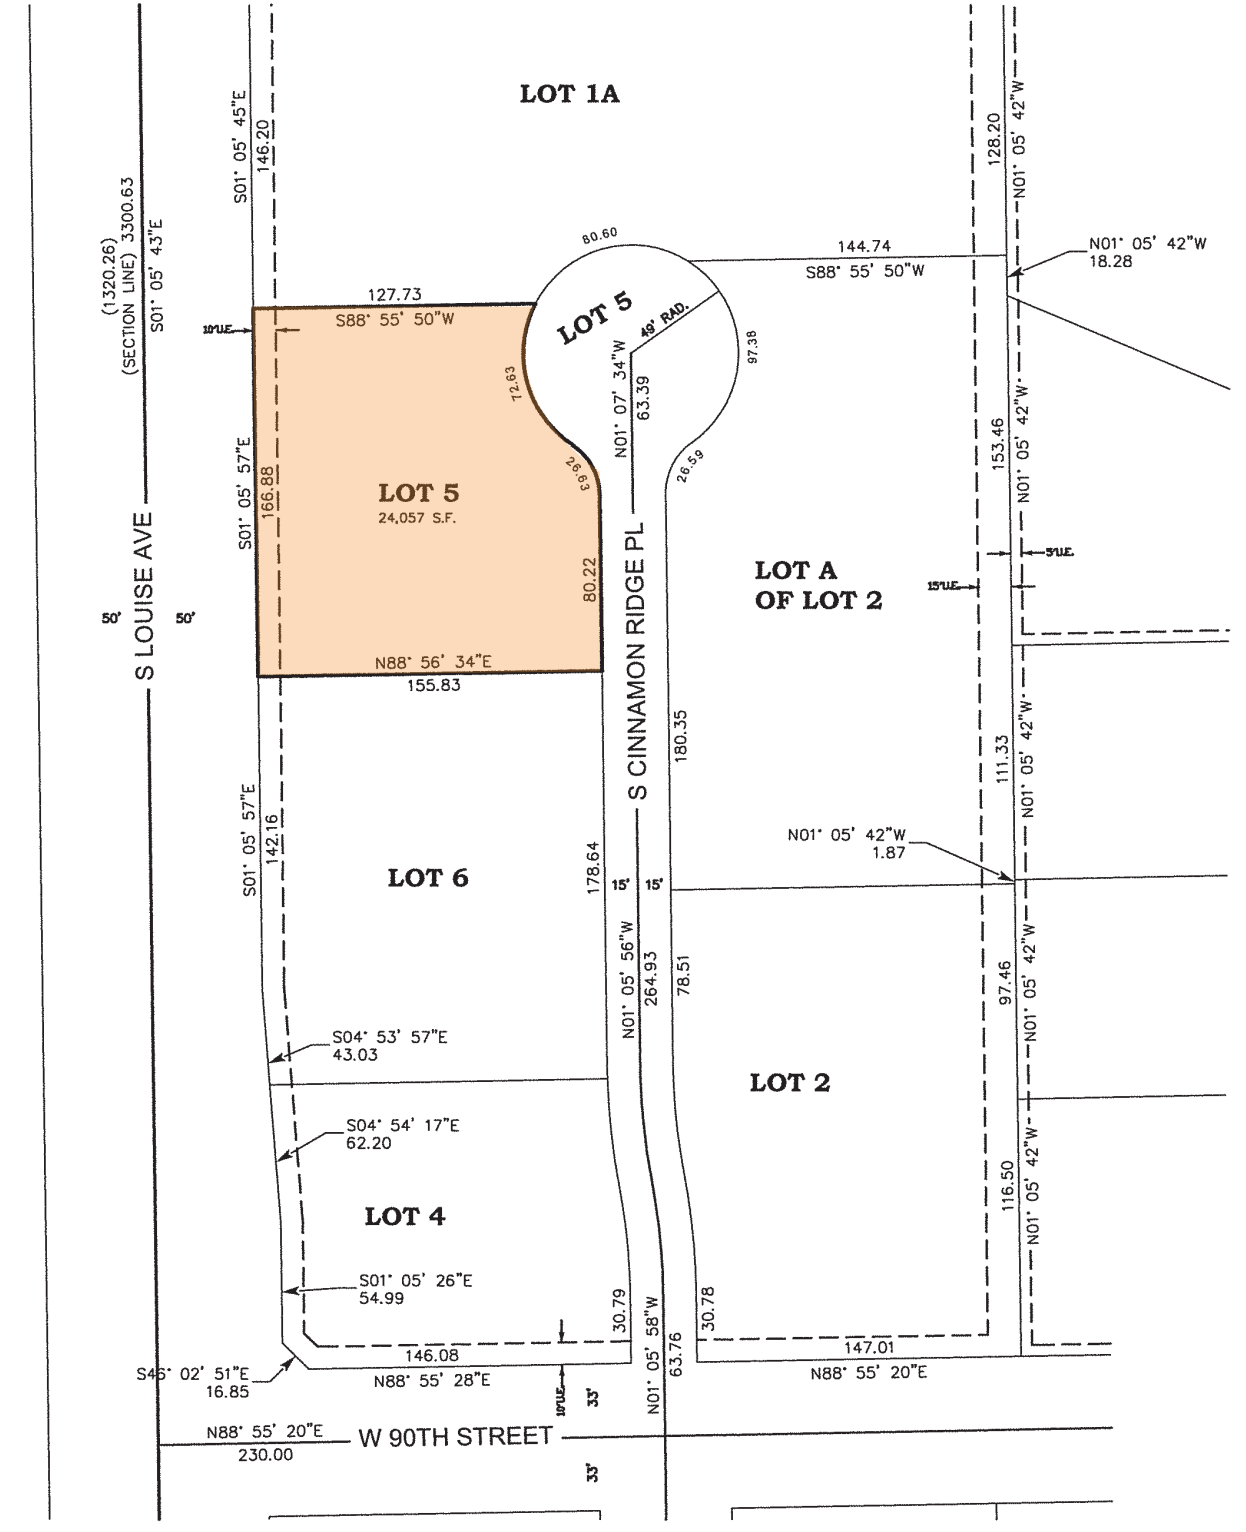 LOT 1A
S01° 05' 45"E
146.20
128.20
N01° 05' 42"W
(1320.26)
(SECTION LINE) 3300.63
S01° 05' 43"E
80.60
144.74
S88° 55' 50"W
N01° 05' 42"W
18.28
127.73
S88° 55' 50"W
10'U.E.
LOT 5
49' RAD.
72.63
97.38
N01° 07' 34"W
63.39
26.63
26.59
S01° 05' 57"E
166.88
LOT 5
24,057 S.F.
153.46
N01° 05' 42"W
80.22
S LOUISE AVE
50'
50'
S CINNAMON RIDGE PL
LOT A
OF LOT 2
5'U.E.
15'U.E.
N88° 56' 34"E
155.83
180.35
111.33
N01° 05' 42"W
N01° 05' 42"W
1.87
S01° 05' 57"E
142.16
LOT 6
178.64
15'
15'
N01° 05' 56"W
264.93
78.51
97.46
N01° 05' 42"W
S04° 53' 57"E
43.03
LOT 2
S04° 54' 17"E
62.20
116.50
N01° 05' 42"W
LOT 4
S01° 05' 26"E
54.99
30.79
N01° 05' 58"W
63.76
30.78
146.08
N88° 55' 28"E
147.01
N88° 55' 20"E
S46° 02' 51"E
16.85
10'U.E.
33'
N88° 55' 20"E
230.00
W 90TH STREET
33'